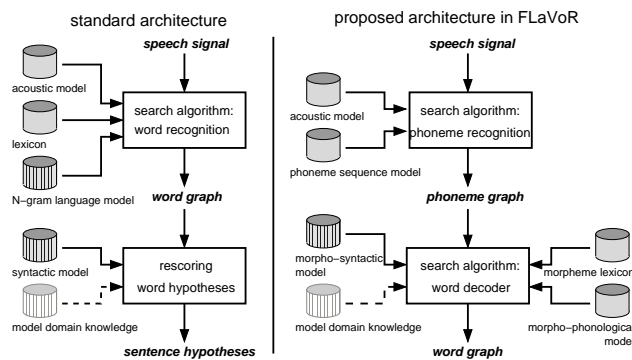 standard architecture
speech signal
acoustic model
search algorithm:
word recognition
lexicon
N-gram language model
word graph
syntactic model
rescoring
word hypotheses
model domain knowledge
sentence hypotheses
proposed architecture in FLaVoR
speech signal
acoustic model
search algorithm:
phoneme recognition
phoneme sequence model
phoneme graph
morpho-syntactic
model
search algorithm:
word decoder
morpheme lexicon
model domain knowledge
morpho-phonological
model
word graph